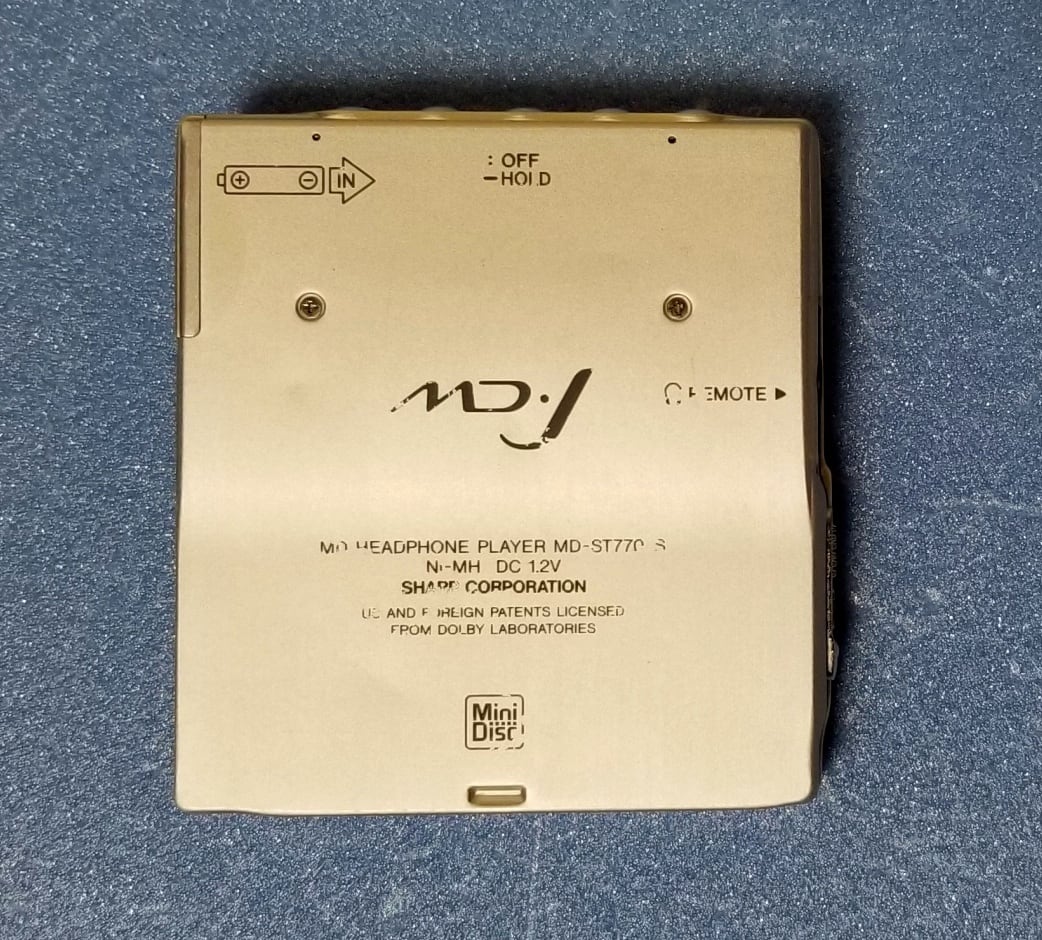 IN
: OFF
– HOLD
MD·J
REMOTE ▶
MD HEADPHONE PLAYER MD-ST770-S
Ni-MH DC 1.2V
SHARP CORPORATION
US AND FOREIGN PATENTS LICENSED
FROM DOLBY LABORATORIES
Mini
Disc